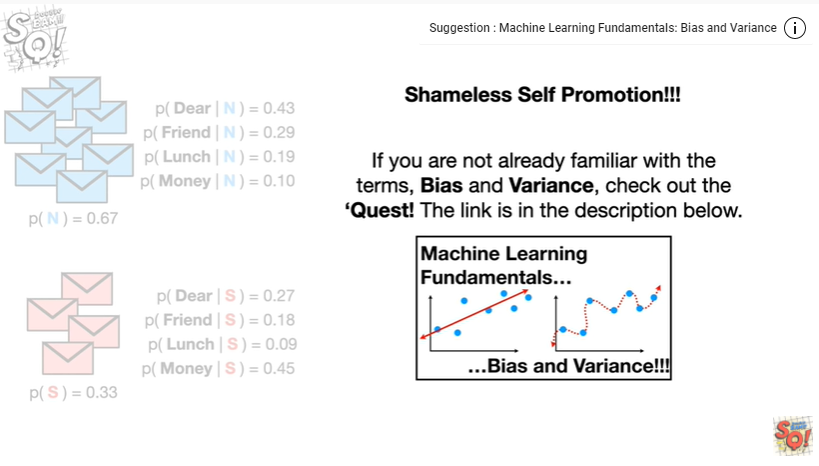 Suggestion : Machine Learning Fundamentals: Bias and Variance
SQ!
p( Dear | N ) = 0.43
p( Friend | N ) = 0.29
p( Lunch | N ) = 0.19
p( Money | N ) = 0.10
p( N ) = 0.67
p( Dear | S ) = 0.27
p( Friend | S ) = 0.18
p( Lunch | S ) = 0.09
p( Money | S ) = 0.45
p( S ) = 0.33
Shameless Self Promotion!!!
If you are not already familiar with the
terms, Bias and Variance, check out the
‘Quest! The link is in the description below.
Machine Learning
Fundamentals…
…Bias and Variance!!!
SQ!